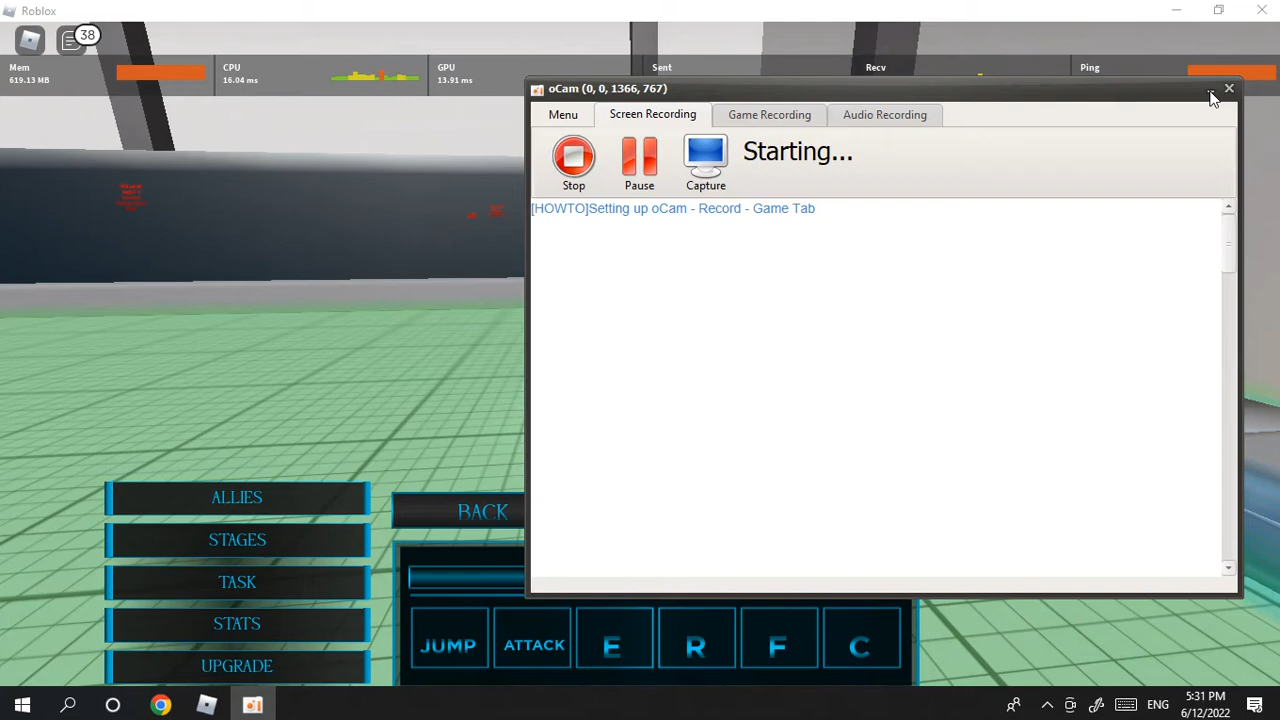 Roblox
38
Mem
619.13 MB
CPU
16.04 ms
GPU
13.91 ms
Sent
Recv
Ping
oCam (0, 0, 1366, 767)
Menu
Screen Recording
Game Recording
Audio Recording
Stop
Pause
Capture
Starting...
[HOWTO]Setting up oCam - Record - Game Tab
ALLIES
STAGES
TASK
STATS
UPGRADE
BACK
JUMP
ATTACK
E
R
F
C
ENG
5:31 PM
6/12/2022